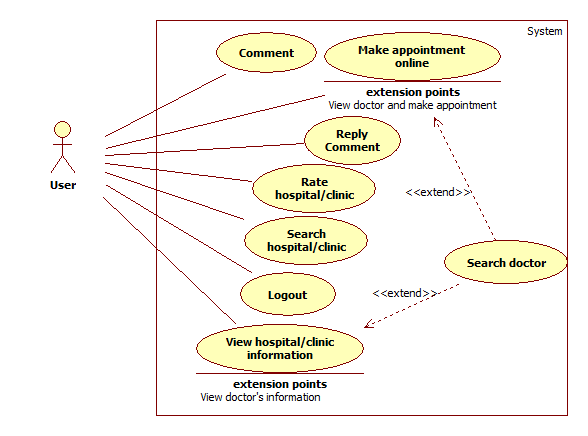 System
Comment
Make appointment
online
extension points
View doctor and make appointment
Reply
Comment
User
Rate
hospital/clinic
<<extend>>
Search
hospital/clinic
Search doctor
Logout
<<extend>>
View hospital/clinic
information
extension points
View doctor's information